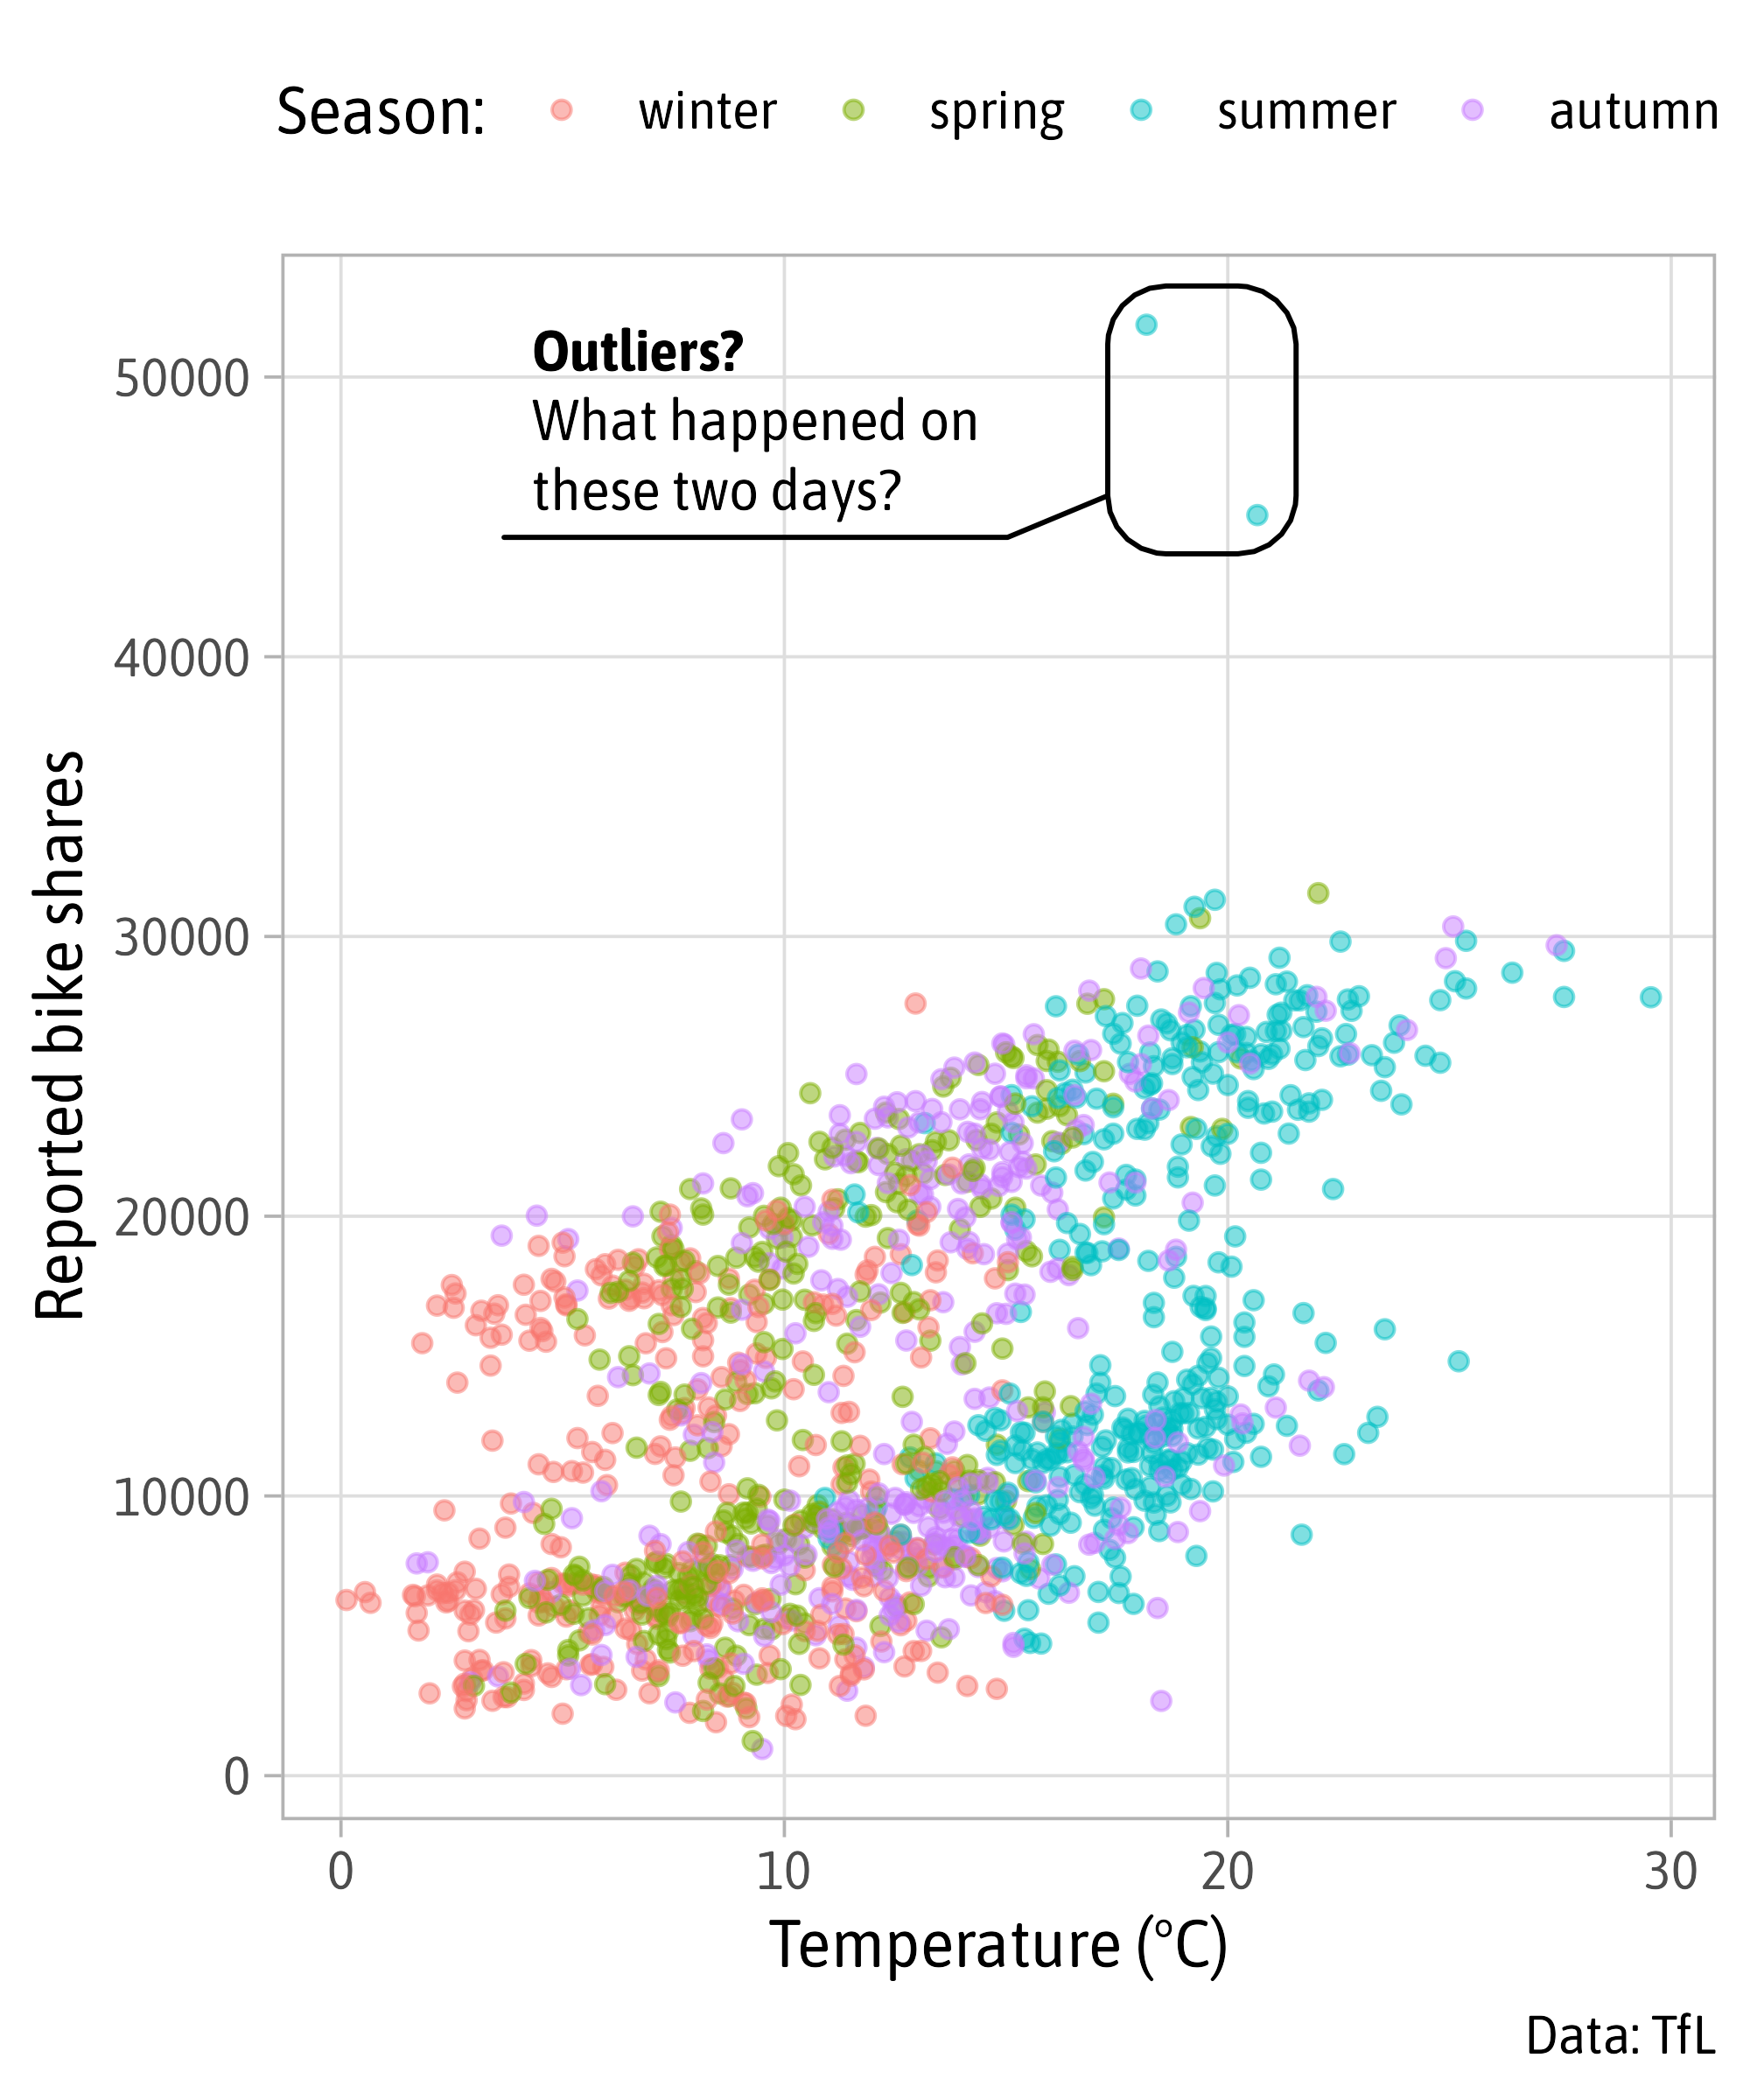 Season: winter spring summer autumn
Outliers?
What happened on
these two days?
50000
40000
30000
20000
10000
0
Reported bike shares
0 10 20 30
Temperature (°C)
Data: TfL